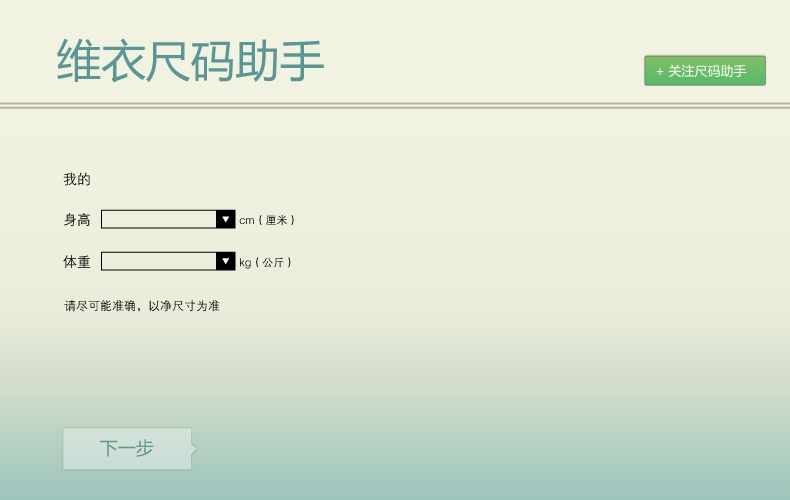 维衣尺码助手
+ 关注尺码助手
我的
身高 cm（厘米）
体重 kg（公斤）
请尽可能准确，以净尺寸为准
下一步